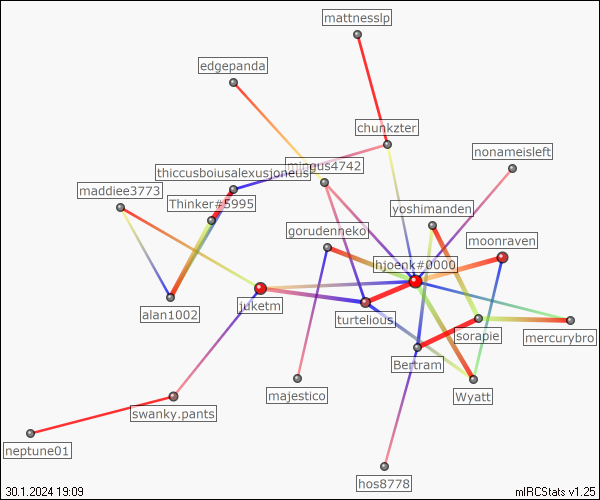 mattnesslp
edgepanda
chunkzter
nonameisleft
mingus4742
thiccusboiusalexusjoneus
maddiee3773
Thinker#5995
yoshimanden
gorudenneko
moonraven
hjoenk#0000
juketm
alan1002
turtelious
sorapie
mercurybro
Bertram
Wyatt
majestico
swanky.pants
neptune01
hos8778
30.1.2024 19:09
mIRCStats v1.25